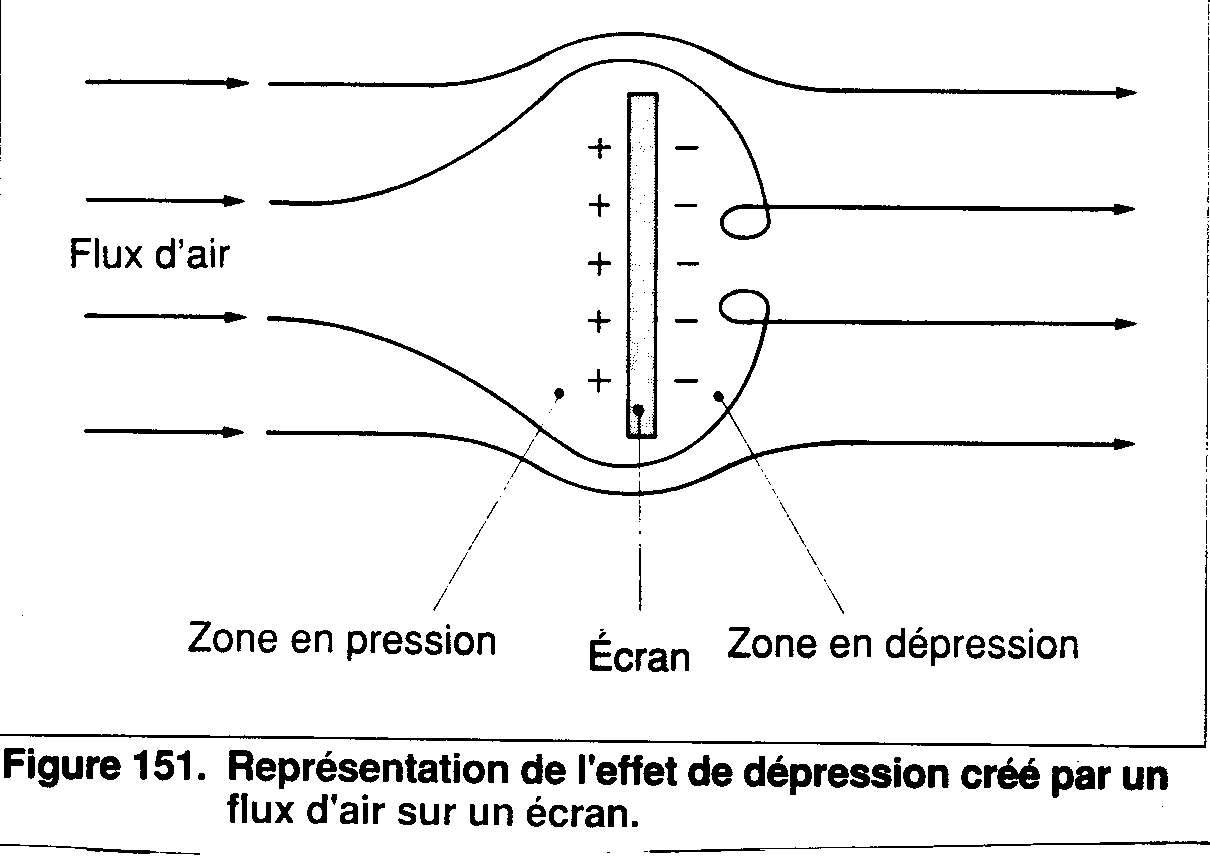 Flux d'air
+ −
+ −
+ −
+ −
+ −
Zone en pression
Écran
Zone en dépression
Figure 151. Représentation de l'effet de dépression créé par un
flux d'air sur un écran.